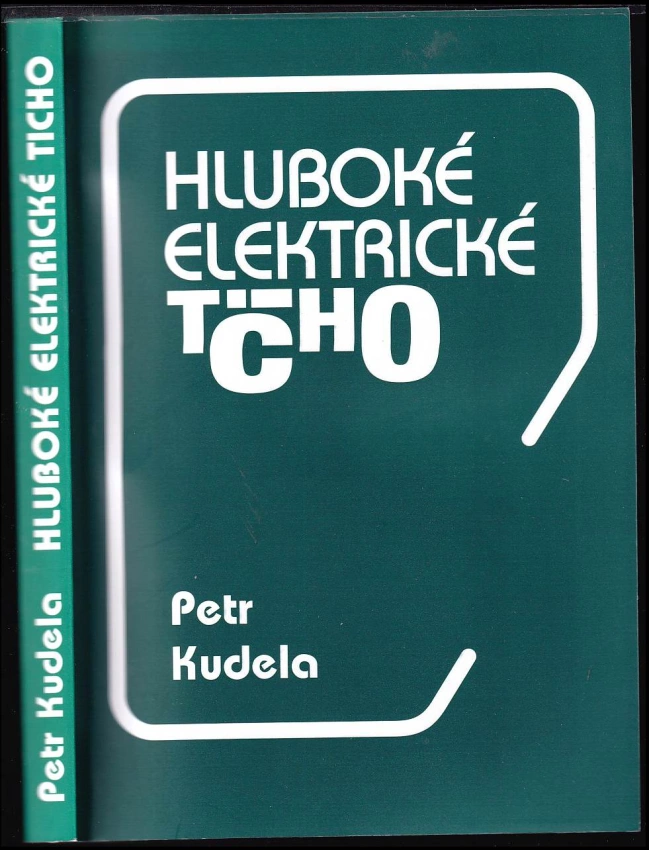 Petr Kudela HLUBOKÉ ELEKTRICKÉ TICHO
HLUBOKÉ
ELEKTRICKÉ
TICHO
Petr
Kudela